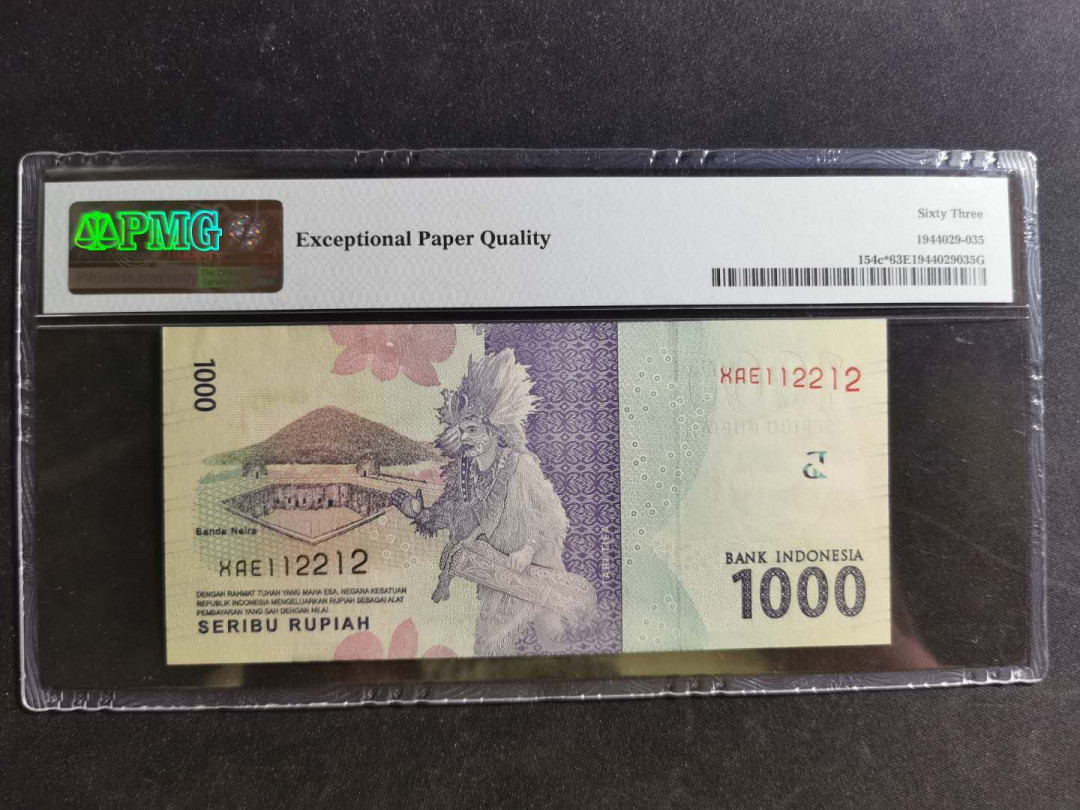 PMG
Exceptional Paper Quality
Sixty Three
1944029-035
154c*63E1944029035G
1000
XAE112212
Banda Neira
XAE112212
DENGAN RAHMAT TUHAN YANG MAHA ESA, NEGARA KESATUAN
REPUBLIK INDONESIA MENGELUARKAN RUPIAH SEBAGAI ALAT
PEMBAYARAN YANG SAH DENGAN NILAI
SERIBU RUPIAH
TARI TIFA
BANK INDONESIA
1000